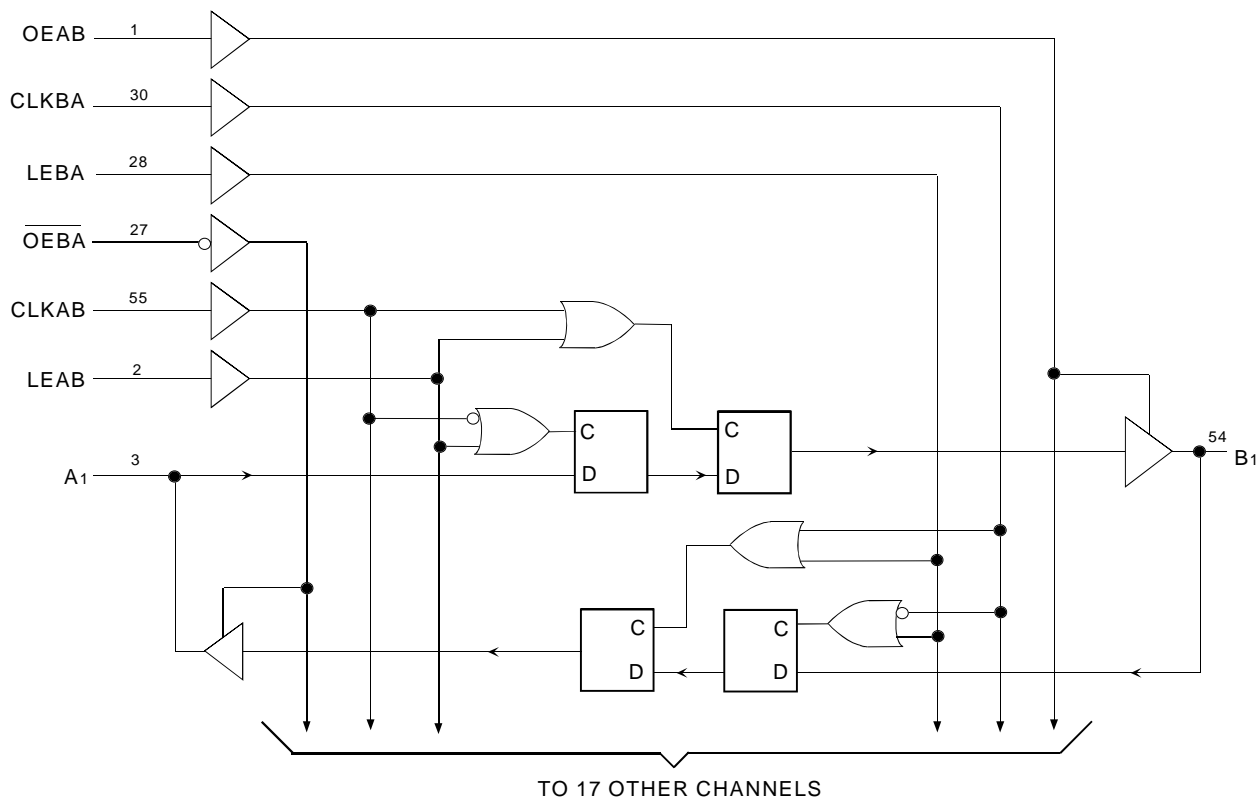 OEAB 1
CLKBA 30
LEBA 28
OEBA 27
CLKAB 55
LEAB 2
C
D
C
D
A1 3
54
B1
C
D
C
D
TO 17 OTHER CHANNELS